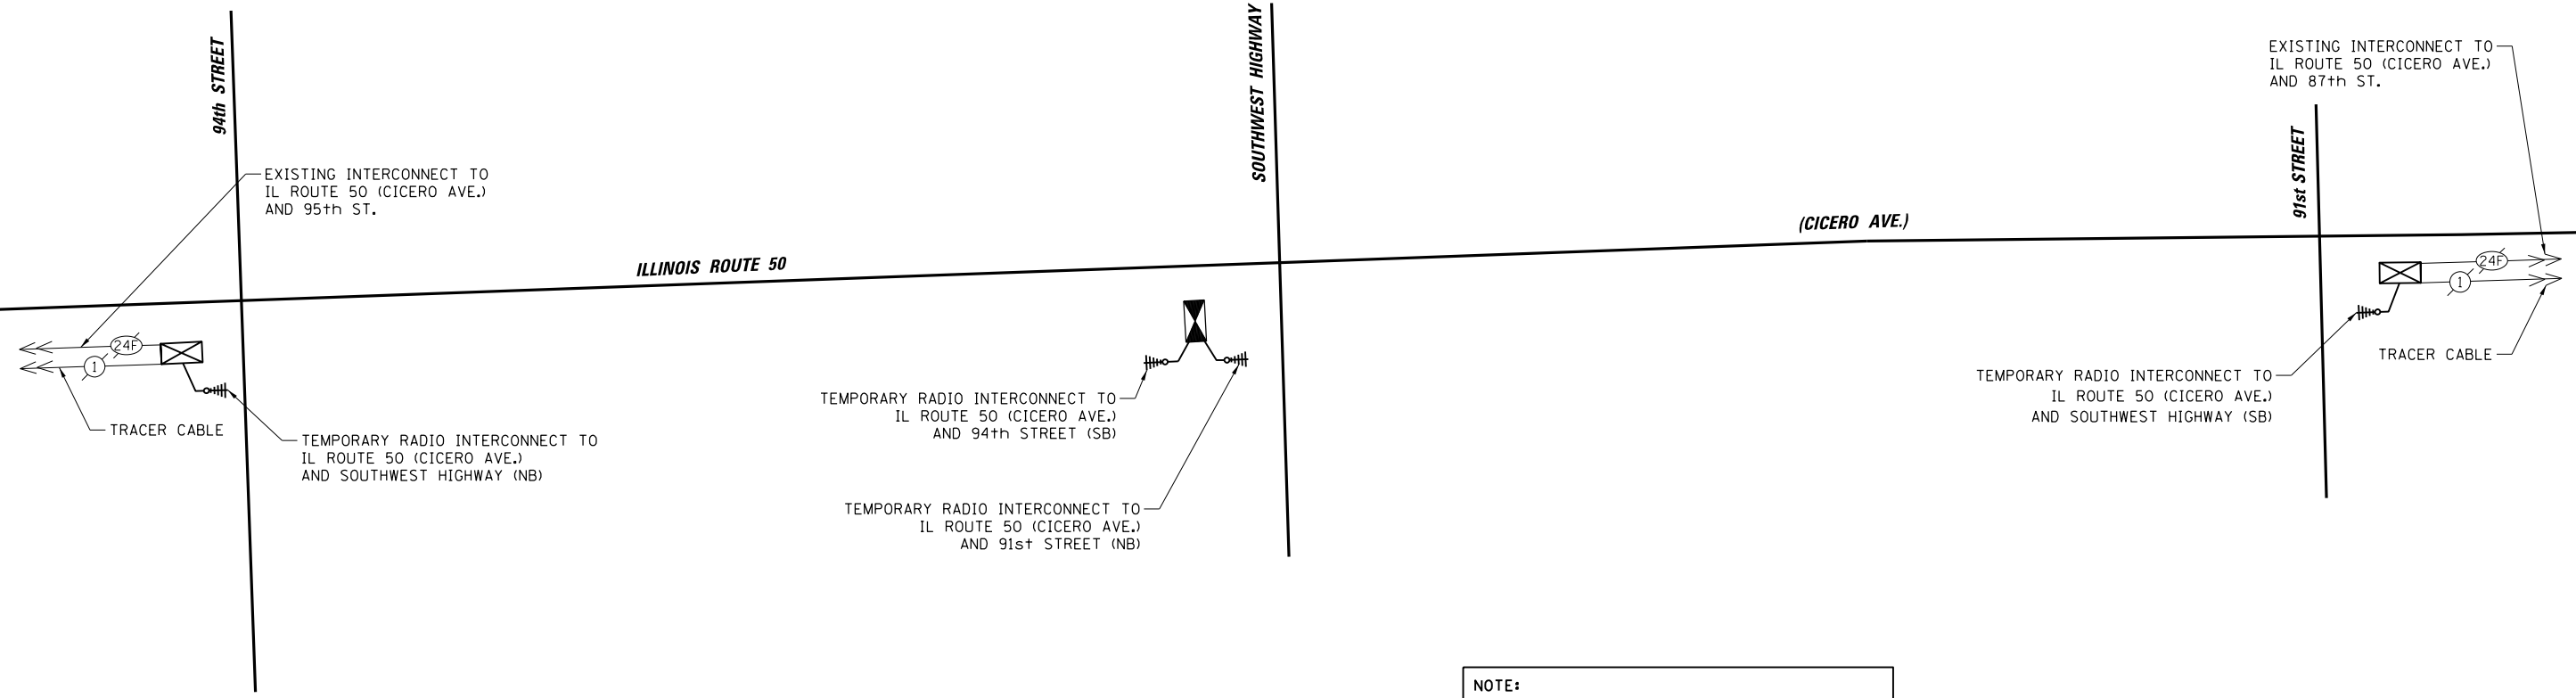 94th STREET
EXISTING INTERCONNECT TO
IL ROUTE 50 (CICERO AVE.)
AND 95th ST.
ILLINOIS ROUTE 50
24F
1
TRACER CABLE
TEMPORARY RADIO INTERCONNECT TO
IL ROUTE 50 (CICERO AVE.)
AND SOUTHWEST HIGHWAY (NB)
SOUTHWEST HIGHWAY
TEMPORARY RADIO INTERCONNECT TO
IL ROUTE 50 (CICERO AVE.)
AND 94th STREET (SB)
TEMPORARY RADIO INTERCONNECT TO
IL ROUTE 50 (CICERO AVE.)
AND 91st STREET (NB)
(CICERO AVE.)
EXISTING INTERCONNECT TO
IL ROUTE 50 (CICERO AVE.)
AND 87th ST.
91st STREET
24F
1
TRACER CABLE
TEMPORARY RADIO INTERCONNECT TO
IL ROUTE 50 (CICERO AVE.)
AND SOUTHWEST HIGHWAY (SB)
NOTE: